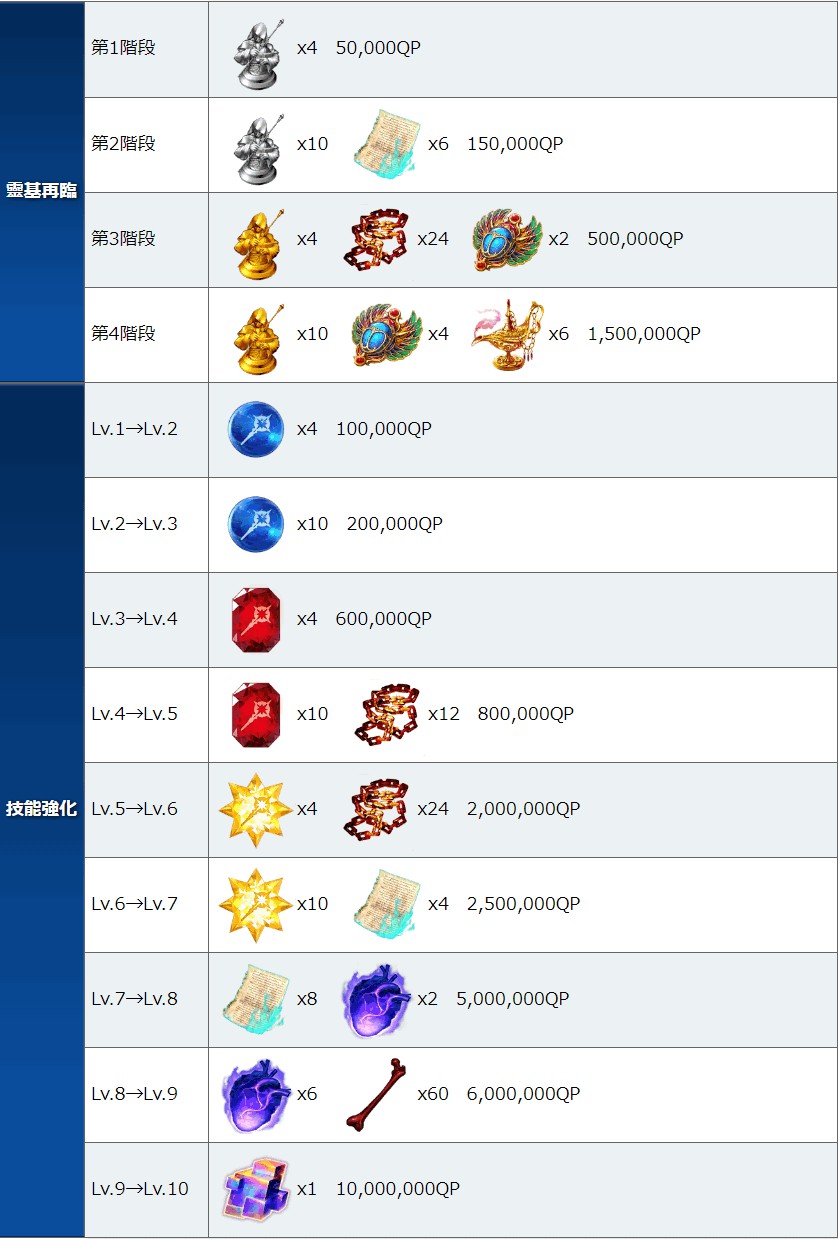 靈基再臨
第1階段 x4 50,000QP
第2階段 x10 x6 150,000QP
第3階段 x4 x24 x2 500,000QP
第4階段 x10 x4 x6 1,500,000QP
技能強化
Lv.1→Lv.2 x4 100,000QP
Lv.2→Lv.3 x10 200,000QP
Lv.3→Lv.4 x4 600,000QP
Lv.4→Lv.5 x10 x12 800,000QP
Lv.5→Lv.6 x4 x24 2,000,000QP
Lv.6→Lv.7 x10 x4 2,500,000QP
Lv.7→Lv.8 x8 x2 5,000,000QP
Lv.8→Lv.9 x6 x60 6,000,000QP
Lv.9→Lv.10 x1 10,000,000QP